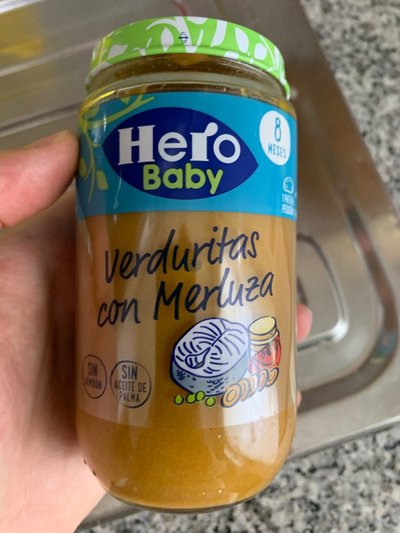 Hero
Baby
8
MESES
Verduritas
con Merluza
SIN
ALMIDÓN
SIN
ACEITE DE
PALMA